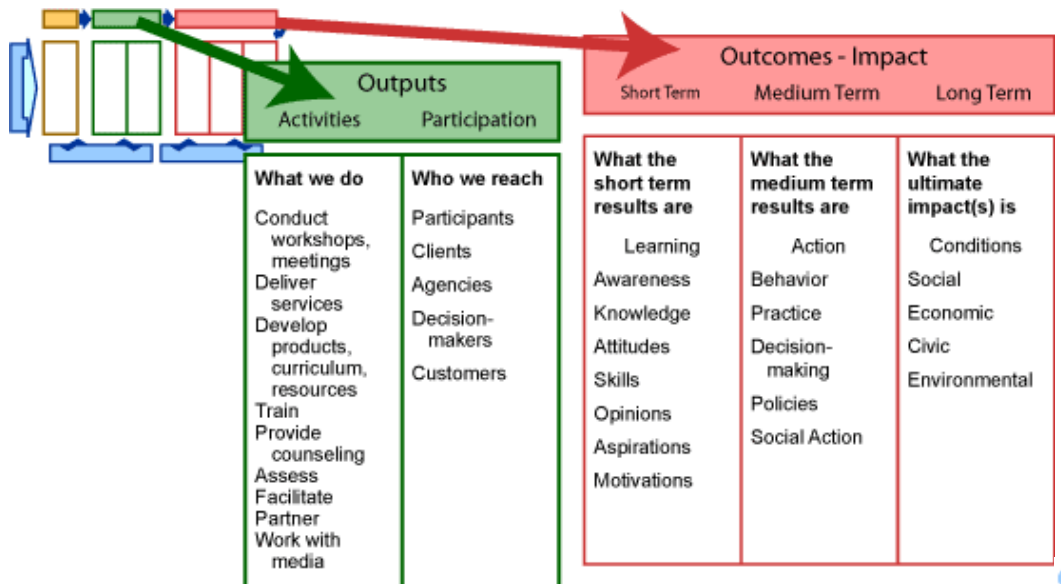 Outputs
Activities
Participation
What we do
Conduct
workshops,
meetings
Deliver
services
Develop
products,
curriculum,
resources
Train
Provide
counseling
Assess
Facilitate
Partner
Work with
media
Who we reach
Participants
Clients
Agencies
Decision-
makers
Customers
Outcomes - Impact
Short Term
Medium Term
Long Term
What the
short term
results are
Learning
Awareness
Knowledge
Attitudes
Skills
Opinions
Aspirations
Motivations
What the
medium term
results are
Action
Behavior
Practice
Decision-
making
Policies
Social Action
What the
ultimate
impact(s) is
Conditions
Social
Economic
Civic
Environmental